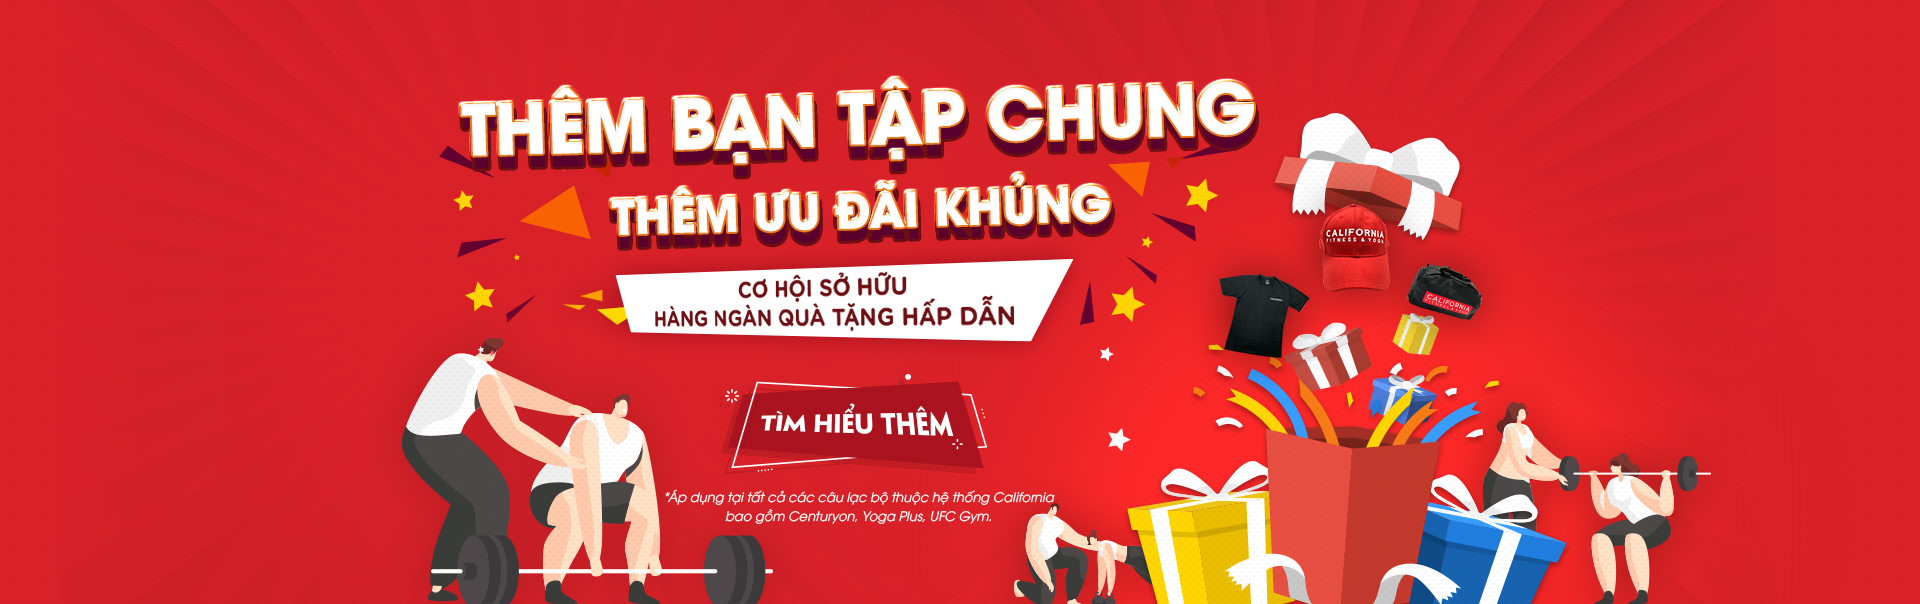 THÊM BẠN TẬP CHUNG
THÊM ƯU ĐÃI KHỦNG
CƠ HỘI SỞ HỮU
HÀNG NGÀN QUÀ TẶNG HẤP DẪN
TÌM HIỂU THÊM
*Áp dụng tại tất cả các câu lạc bộ thuộc hệ thống California
bao gồm Centuryon, Yoga Plus, UFC Gym.
CALIFORNIA
FITNESS & YOGA
CALIFORNIA
FITNESS & YOGA